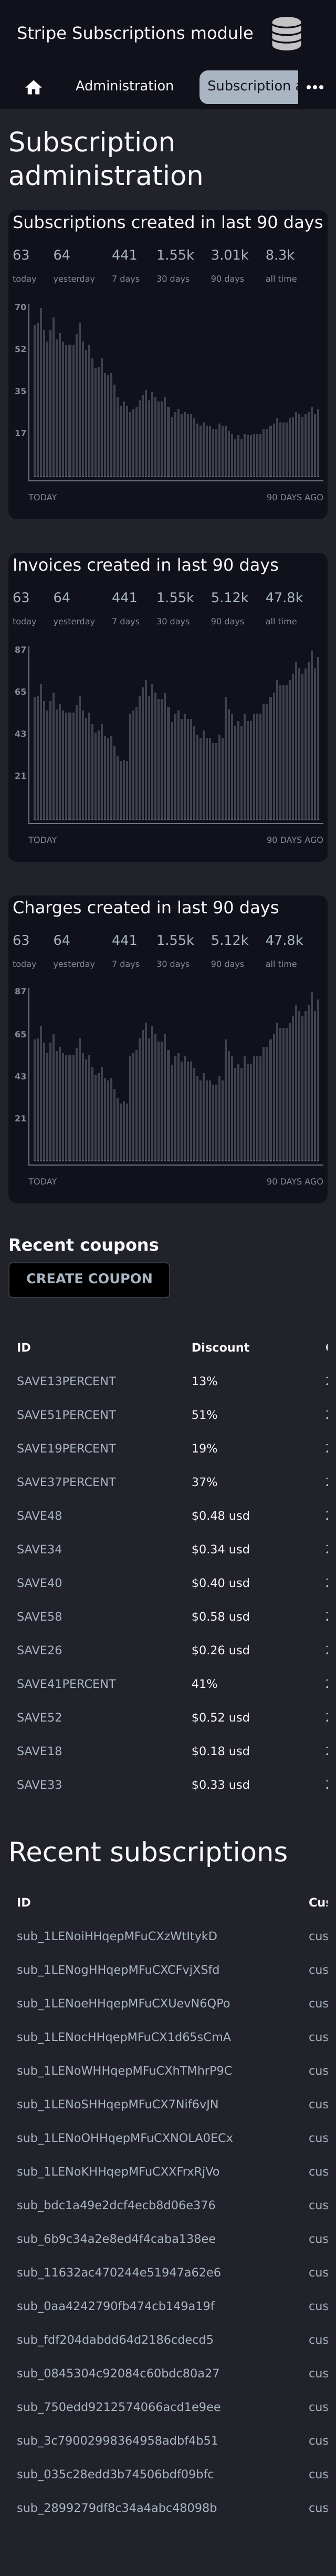 Stripe Subscriptions module
Administration
Subscription
Subscription
administration
Subscriptions created in last 90 days
63 64 441 1.55k 3.01k 8.3k
today yesterday 7 days 30 days 90 days all time
70
52
35
17
TODAY 90 DAYS AGO
Invoices created in last 90 days
63 64 441 1.55k 5.12k 47.8k
today yesterday 7 days 30 days 90 days all time
87
65
43
21
TODAY 90 DAYS AGO
Charges created in last 90 days
63 64 441 1.55k 5.12k 47.8k
today yesterday 7 days 30 days 90 days all time
87
65
43
21
TODAY 90 DAYS AGO
Recent coupons
CREATE COUPON
ID Discount
SAVE13PERCENT 13%
SAVE51PERCENT 51%
SAVE19PERCENT 19%
SAVE37PERCENT 37%
SAVE48 $0.48 usd
SAVE34 $0.34 usd
SAVE40 $0.40 usd
SAVE58 $0.58 usd
SAVE26 $0.26 usd
SAVE41PERCENT 41%
SAVE52 $0.52 usd
SAVE18 $0.18 usd
SAVE33 $0.33 usd
Recent subscriptions
ID Cus
sub_1LENoiHHqepMFuCXzWtItykD cus
sub_1LENogHHqepMFuCXCFvjXSfd cus
sub_1LENoeHHqepMFuCXUevN6QPo cus
sub_1LENocHHqepMFuCX1d65sCmA cus
sub_1LENoWHHqepMFuCXhTMhrP9C cus
sub_1LENoSHHqepMFuCX7Nif6vJN cus
sub_1LENoOHHqepMFuCXNOLA0ECx cus
sub_1LENoKHHqepMFuCXXFrxRjVo cus
sub_bdc1a49e2dcf4ecb8d06e376 cus
sub_6b9c34a2e8ed4f4caba138ee cus
sub_11632ac470244e51947a62e6 cus
sub_0aa4242790fb474cb149a19f cus
sub_fdf204dabdd64d2186cdecd5 cus
sub_0845304c92084c60bdc80a27 cus
sub_750edd9212574066acd1e9ee cus
sub_3c79002998364958adbf4b51 cus
sub_035c28edd3b74506bdf09bfc cus
sub_2899279df8c34a4abc48098b cus